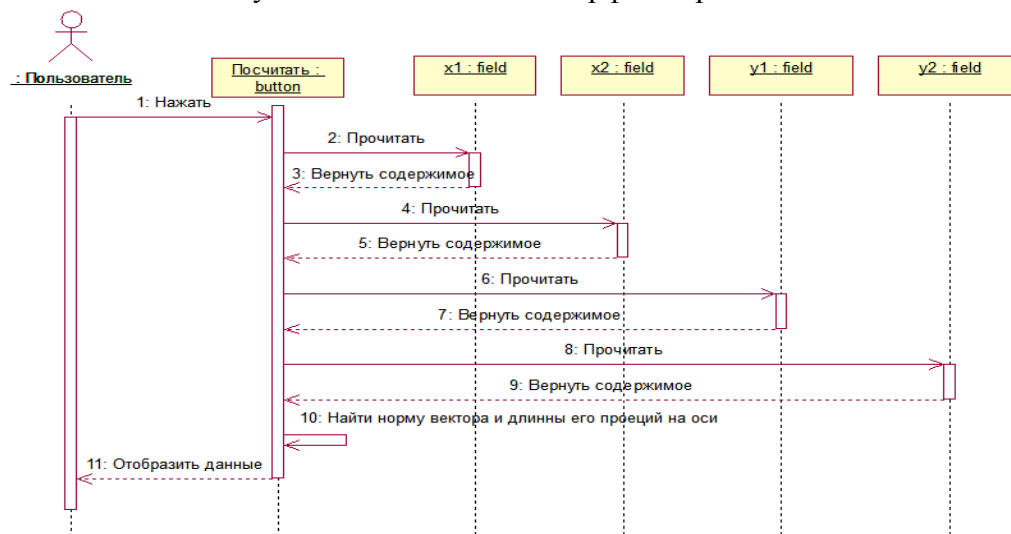 : Пользователь
Посчитать :
button
x1 : field
x2 : field
y1 : field
y2 : field
1: Нажать
2: Прочитать
3: Вернуть содержимое
4: Прочитать
5: Вернуть содержимое
6: Прочитать
7: Вернуть содержимое
8: Прочитать
9: Вернуть содержимое
10: Найти норму вектора и длинны его проеций на оси
11: Отобразить данные